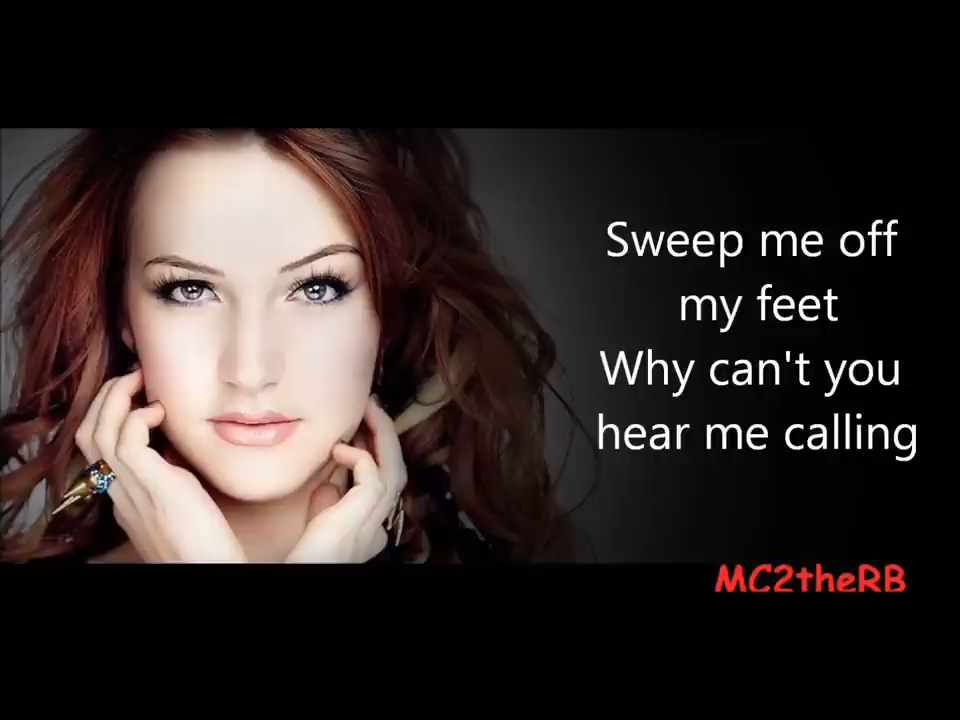 Sweep me off
my feet
Why can't you
hear me calling
MC2theRB